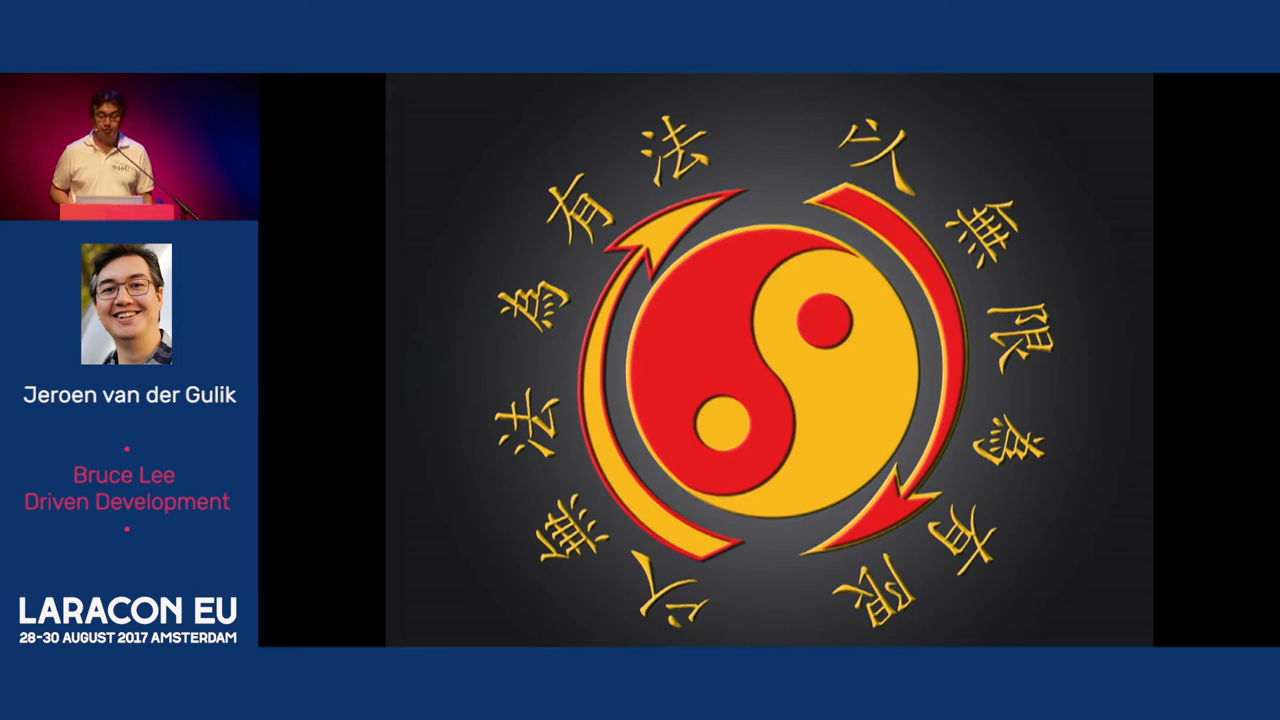 Jeroen van der Gulik
•
Bruce Lee
Driven Development
•
LARACON EU
28-30 AUGUST 2017 AMSTERDAM
以無限為有限
以無法為有法